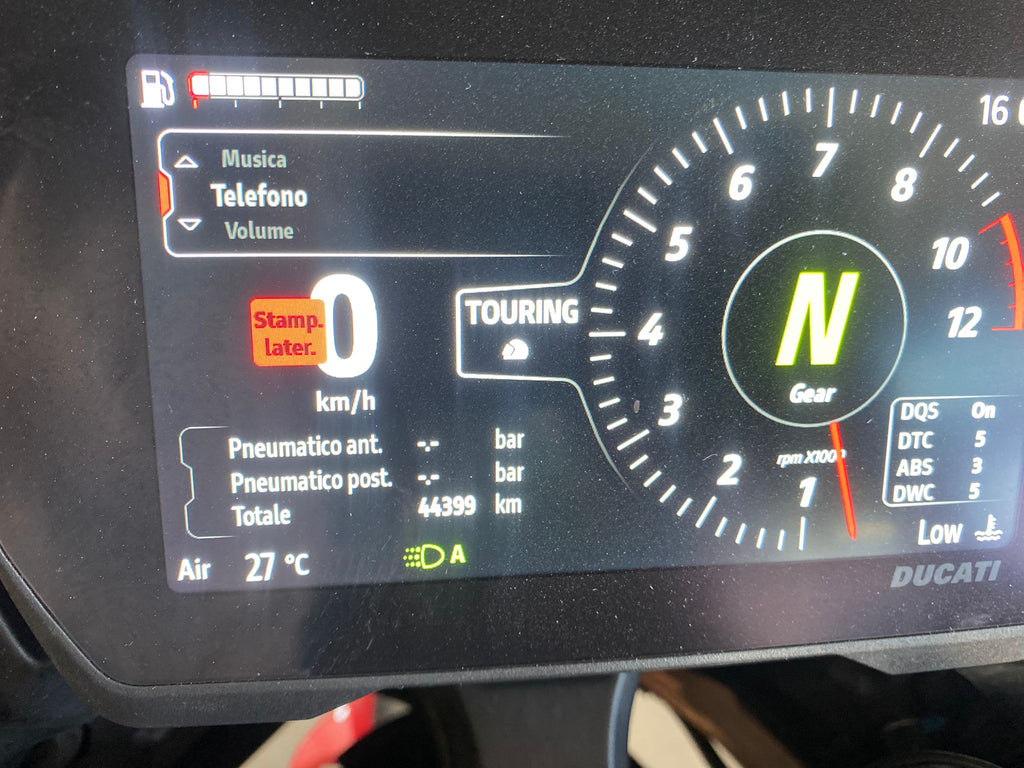 16
Musica
Telefono
Volume
Stamp.
later.
0
km/h
TOURING
1
2
3
4
5
6
7
8
10
12
N
Gear
rpm X1000
DQS On
DTC 5
ABS 3
DWC 5
Pneumatico ant. -.- bar
Pneumatico post. -.- bar
Totale 44399 km
Air 27 °C
A
Low
DUCATI